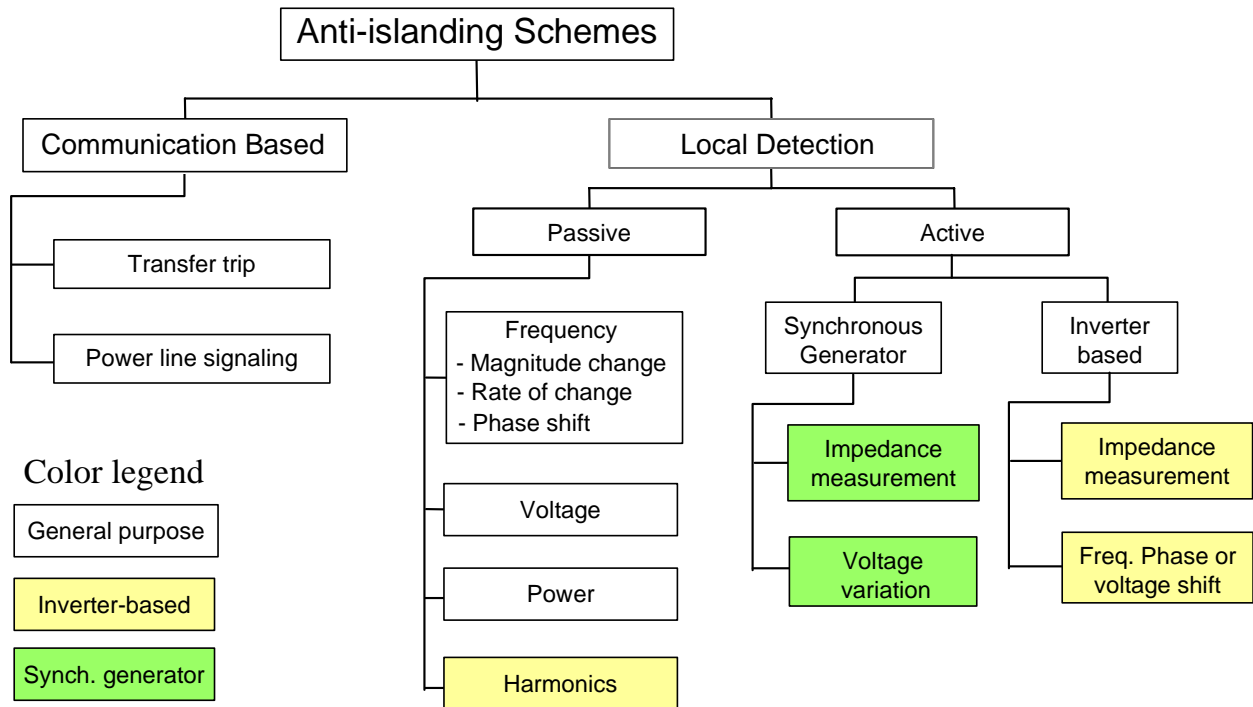 Anti-islanding Schemes
Communication Based
Local Detection
Transfer trip
Power line signaling
Passive
Active
Frequency
- Magnitude change
- Rate of change
- Phase shift
Voltage
Power
Harmonics
Synchronous
Generator
Impedance
measurement
Voltage
variation
Inverter
based
Impedance
measurement
Freq. Phase or
voltage shift
Color legend
General purpose
Inverter-based
Synch. generator